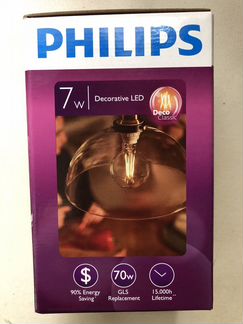 PHILIPS
7w Decorative LED
Deco
Classic
$ 70w
90% Energy GLS 15,000h
Saving Replacement Lifetime